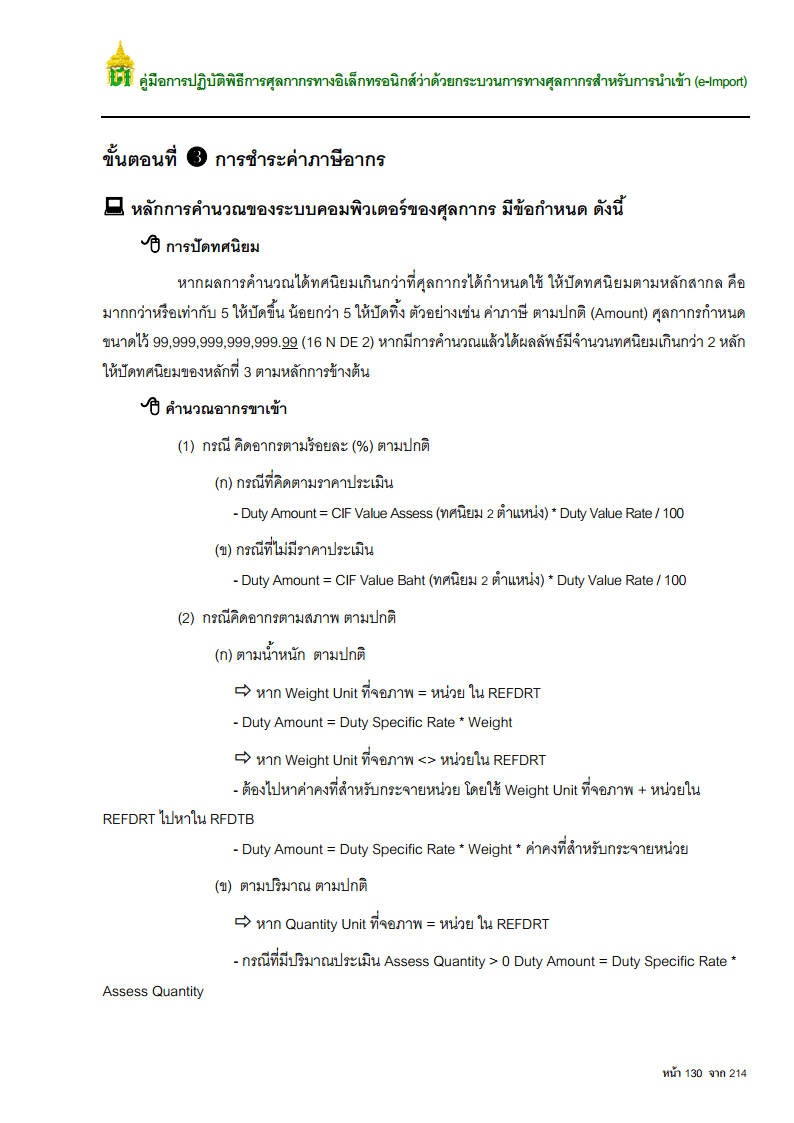 คู่มือการปฏิบัติพิธีการศุลกากรทางอิเล็กทรอนิกส์ว่าด้วยกระบวนการทางศุลกากรสำหรับการนำเข้า (e-Import)
ขั้นตอนที่ ❸ การชำระค่าภาษีอากร
หลักการคำนวณของระบบคอมพิวเตอร์ของศุลกากร มีข้อกำหนด ดังนี้
การปัดทศนิยม
หากผลการคำนวณได้ทศนิยมเกินกว่าที่ศุลกากรได้กำหนดใช้ ให้ปัดทศนิยมตามหลักสากล คือ
มากกว่าหรือเท่ากับ 5 ให้ปัดขึ้น น้อยกว่า 5 ให้ปัดทิ้ง ตัวอย่างเช่น ค่าภาษี ตามปกติ (Amount) ศุลกากรกำหนด
ขนาดไว้ 99,999,999,999,999.99 (16 N DE 2) หากมีการคำนวณแล้วได้ผลลัพธ์มีจำนวนทศนิยมเกินกว่า 2 หลัก
ให้ปัดทศนิยมของหลักที่ 3 ตามหลักการข้างต้น
คำนวณอากรขาเข้า
(1) กรณี คิดอากรตามร้อยละ (%) ตามปกติ
(ก) กรณีที่คิดตามราคาประเมิน
- Duty Amount = CIF Value Assess (ทศนิยม 2 ตำแหน่ง) * Duty Value Rate / 100
(ข) กรณีที่ไม่มีราคาประเมิน
- Duty Amount = CIF Value Baht (ทศนิยม 2 ตำแหน่ง) * Duty Value Rate / 100
(2) กรณีคิดอากรตามสภาพ ตามปกติ
(ก) ตามน้ำหนัก ตามปกติ
⇨ หาก Weight Unit ที่จอภาพ = หน่วย ใน REFDRT
- Duty Amount = Duty Specific Rate * Weight
⇨ หาก Weight Unit ที่จอภาพ <> หน่วยใน REFDRT
- ต้องไปหาค่าคงที่สำหรับกระจายหน่วย โดยใช้ Weight Unit ที่จอภาพ + หน่วยใน
REFDRT ไปหาใน RFDTB
- Duty Amount = Duty Specific Rate * Weight * ค่าคงที่สำหรับกระจายหน่วย
(ข) ตามปริมาณ ตามปกติ
⇨ หาก Quantity Unit ที่จอภาพ = หน่วย ใน REFDRT
- กรณีที่มีปริมาณประเมิน Assess Quantity > 0 Duty Amount = Duty Specific Rate *
Assess Quantity
หน้า 130 จาก 214